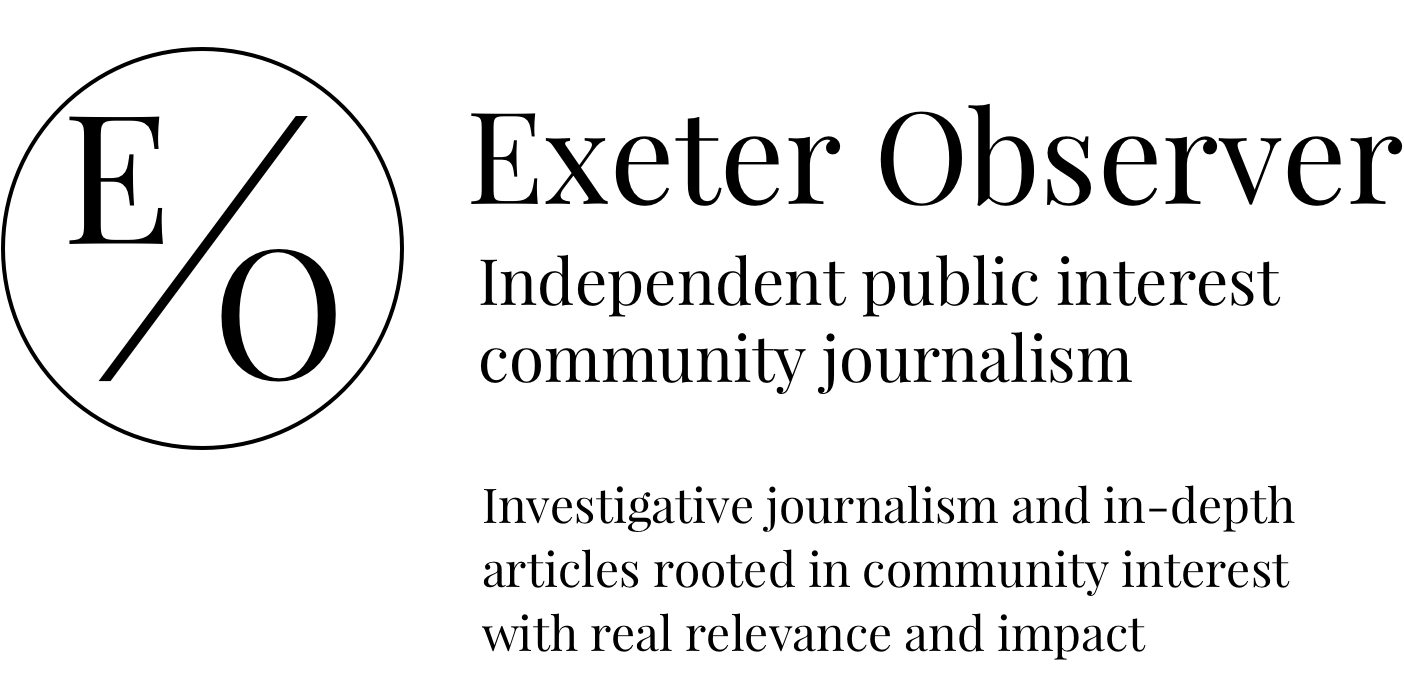 E/O
Exeter Observer
Independent public interest
community journalism
Investigative journalism and in-depth
articles rooted in community interest
with real relevance and impact